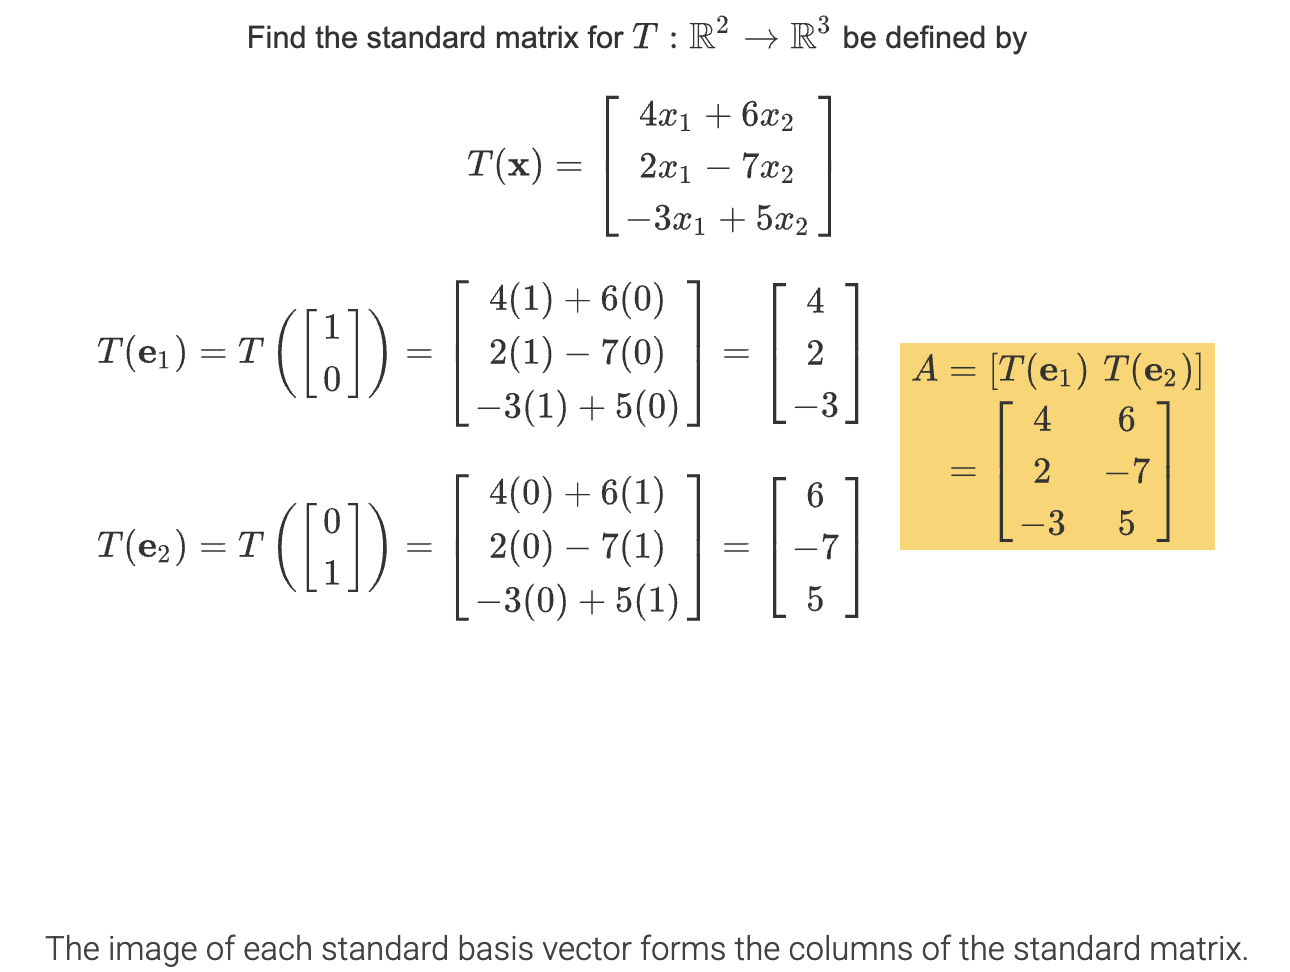 Find the standard matrix for $T : \mathbb{R}^2 \to \mathbb{R}^3$ be defined by
$T(\mathbf{x}) = \begin{bmatrix} 4x_1 + 6x_2 \\ 2x_1 - 7x_2 \\ -3x_1 + 5x_2 \end{bmatrix}$
$T(\mathbf{e}_1) = T\left(\begin{bmatrix} 1 \\ 0 \end{bmatrix}\right) = \begin{bmatrix} 4(1) + 6(0) \\ 2(1) - 7(0) \\ -3(1) + 5(0) \end{bmatrix} = \begin{bmatrix} 4 \\ 2 \\ -3 \end{bmatrix}$
$T(\mathbf{e}_2) = T\left(\begin{bmatrix} 0 \\ 1 \end{bmatrix}\right) = \begin{bmatrix} 4(0) + 6(1) \\ 2(0) - 7(1) \\ -3(0) + 5(1) \end{bmatrix} = \begin{bmatrix} 6 \\ -7 \\ 5 \end{bmatrix}$
$A = [T(\mathbf{e}_1) \; T(\mathbf{e}_2)]$
$= \begin{bmatrix} 4 & 6 \\ 2 & -7 \\ -3 & 5 \end{bmatrix}$
The image of each standard basis vector forms the columns of the standard matrix.